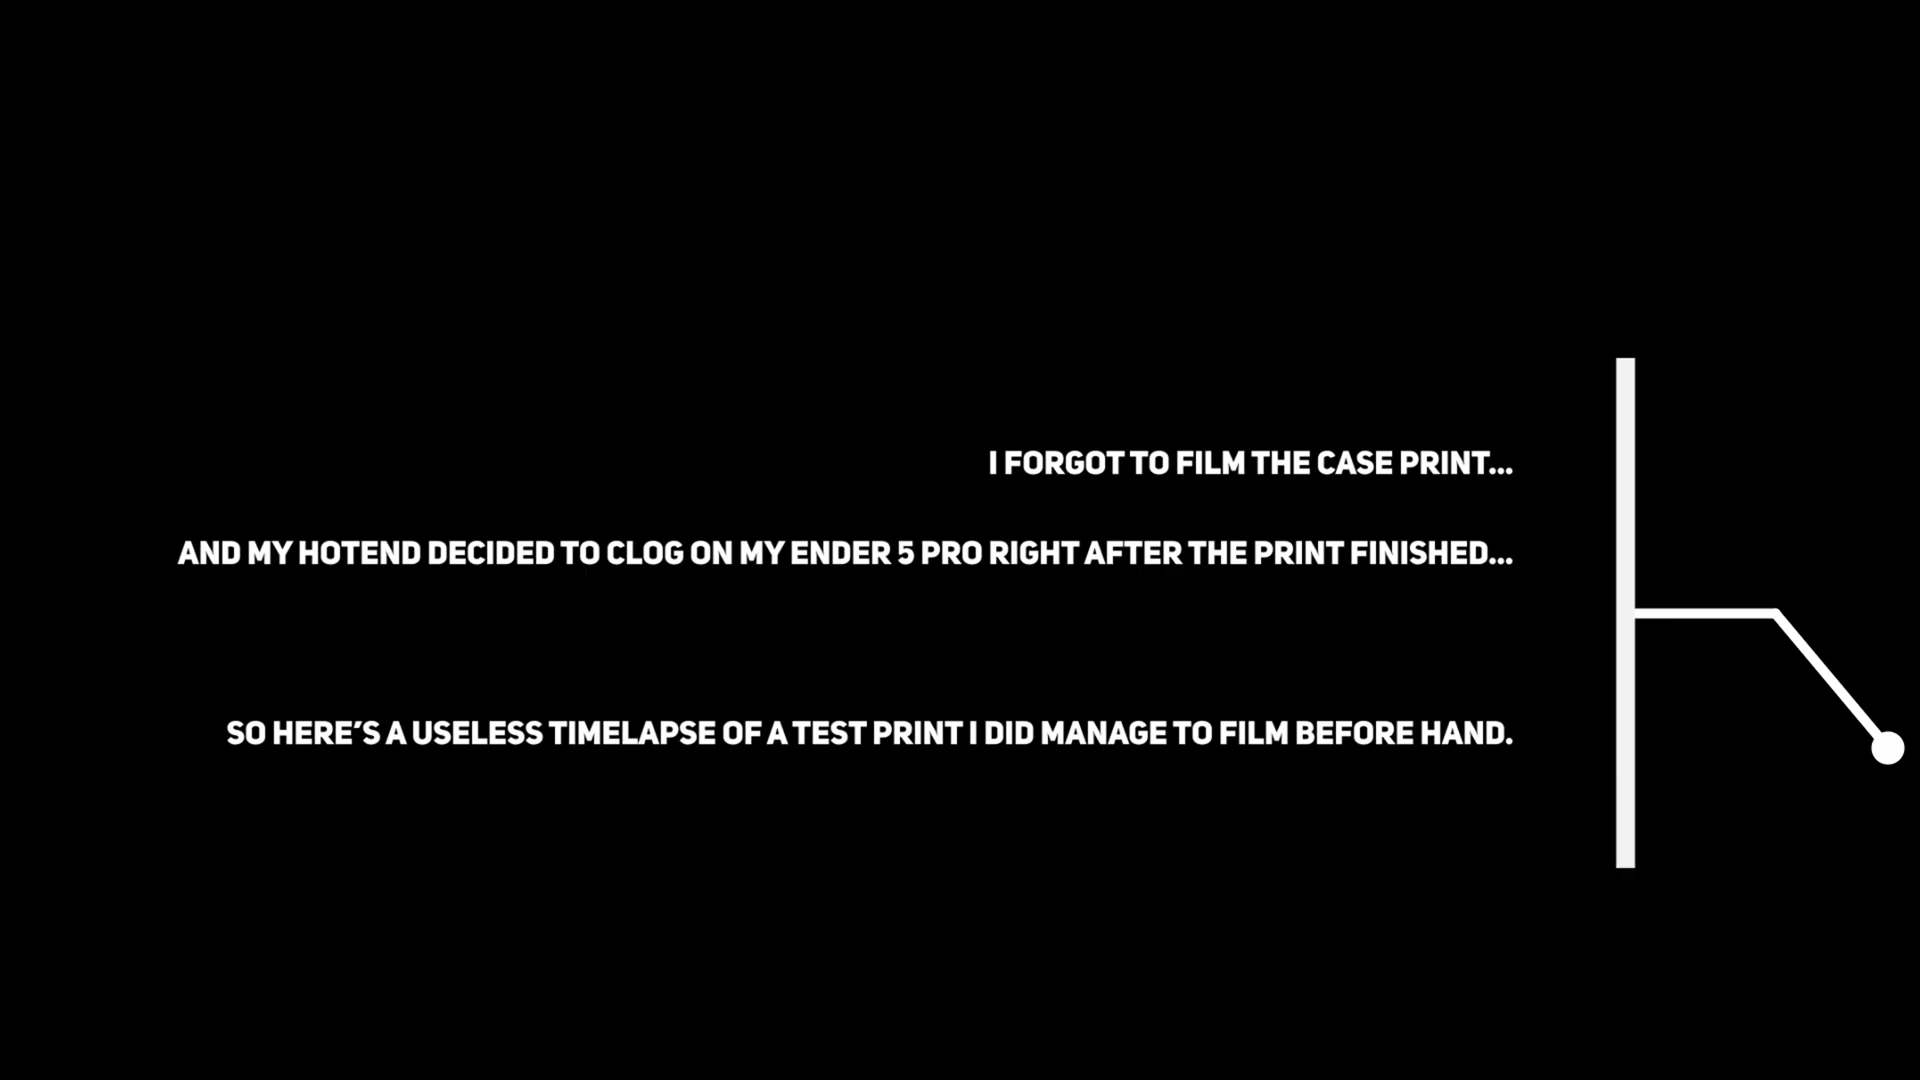 I FORGOT TO FILM THE CASE PRINT...
AND MY HOTEND DECIDED TO CLOG ON MY ENDER 5 PRO RIGHT AFTER THE PRINT FINISHED...
SO HERE’S A USELESS TIMELAPSE OF A TEST PRINT I DID MANAGE TO FILM BEFORE HAND.